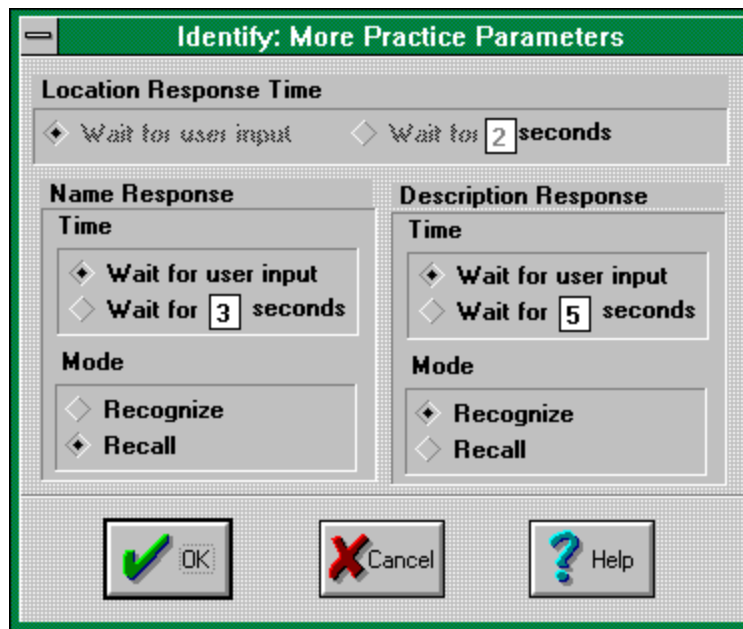 Identify: More Practice Parameters
Location Response Time
Wait for user input Wait for 2 seconds
Name Response
Time
Wait for user input
Wait for 3 seconds
Mode
Recognize
Recall
Description Response
Time
Wait for user input
Wait for 5 seconds
Mode
Recognize
Recall
OK Cancel Help